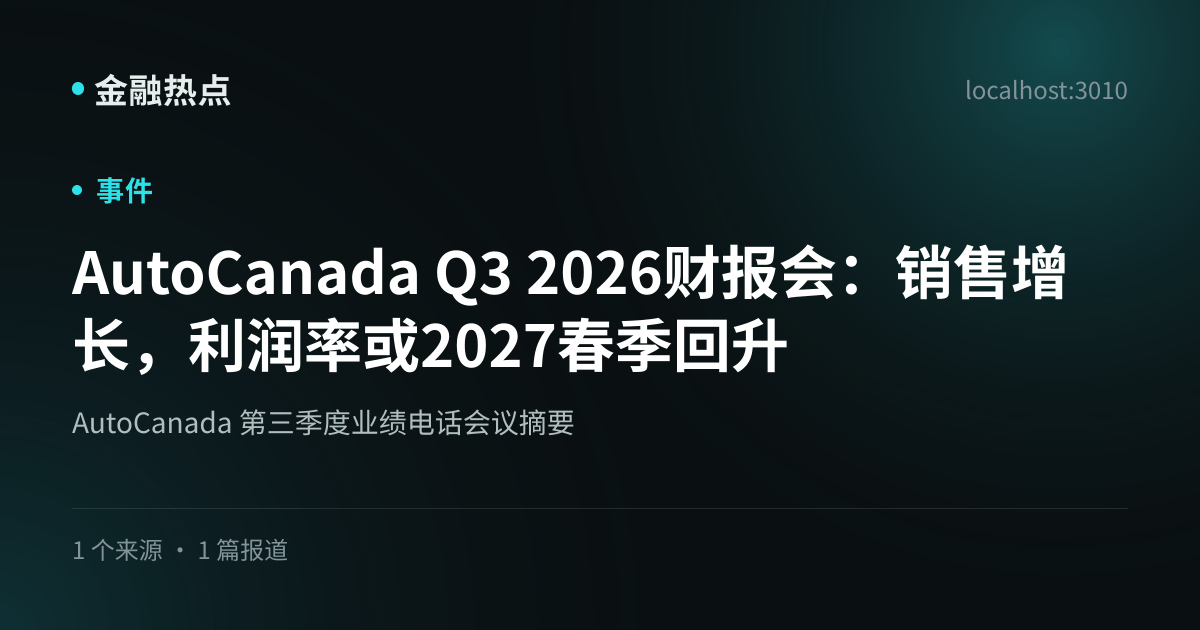 金融热点
localhost:3010
事件
AutoCanada Q3 2026财报会：销售增
长，利润率或2027春季回升
AutoCanada 第三季度业绩电话会议摘要
1 个来源 · 1 篇报道